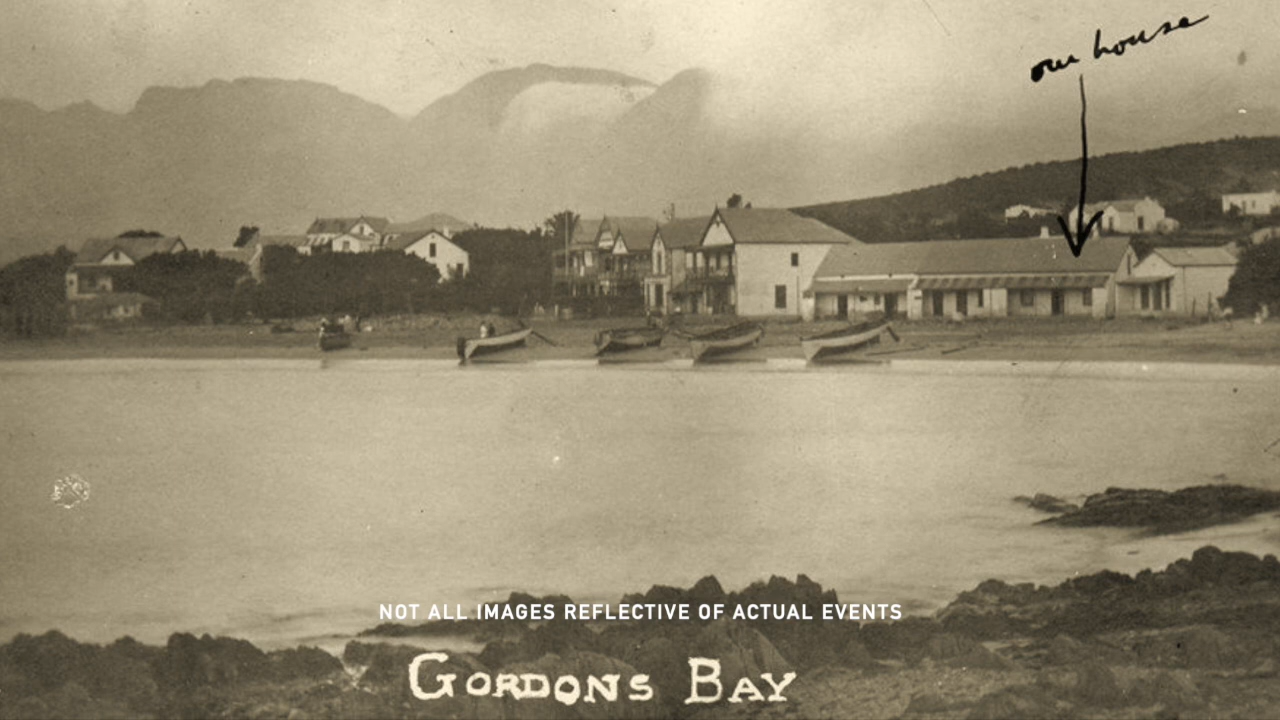 our house
NOT ALL IMAGES REFLECTIVE OF ACTUAL EVENTS
GORDONS BAY